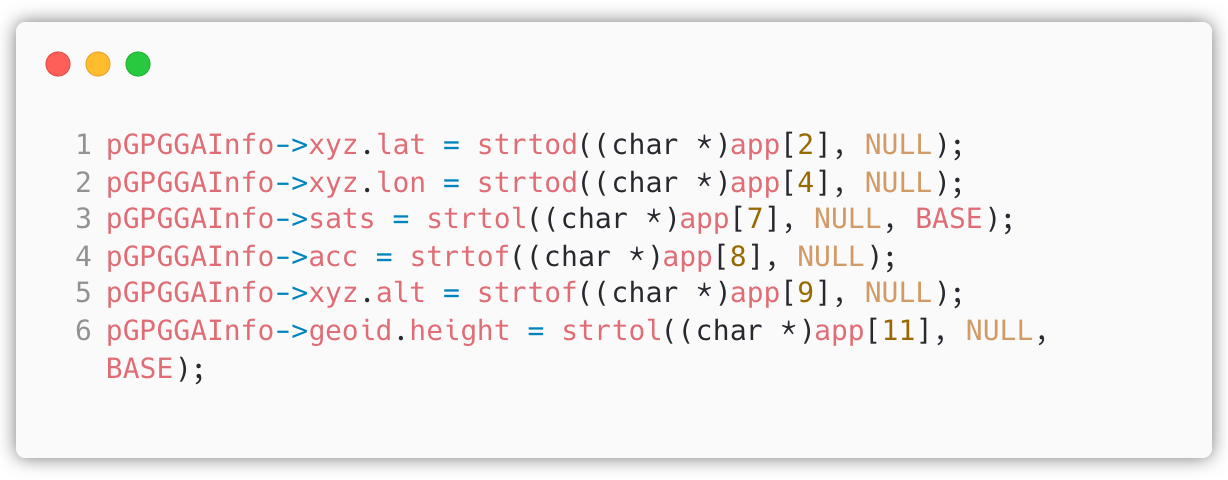 1 pGPGGAInfo->xyz.lat = strtod((char *)app[2], NULL);
2 pGPGGAInfo->xyz.lon = strtod((char *)app[4], NULL);
3 pGPGGAInfo->sats = strtol((char *)app[7], NULL, BASE);
4 pGPGGAInfo->acc = strtof((char *)app[8], NULL);
5 pGPGGAInfo->xyz.alt = strtof((char *)app[9], NULL);
6 pGPGGAInfo->geoid.height = strtol((char *)app[11], NULL,
BASE);